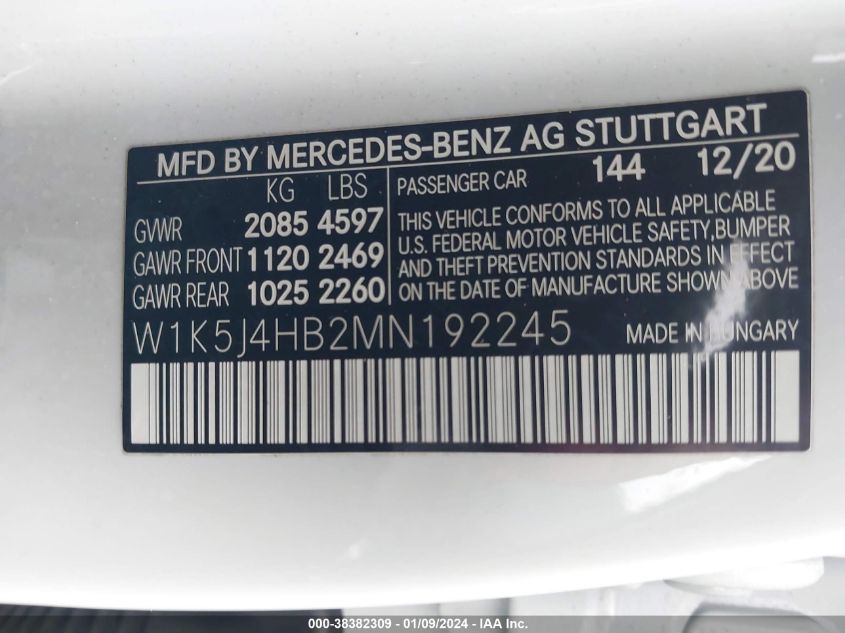 MFD BY MERCEDES-BENZ AG STUTTGART
KG LBS
GVWR 2085 4597
GAWR FRONT 1120 2469
GAWR REAR 1025 2260
PASSENGER CAR 144 12/20
THIS VEHICLE CONFORMS TO ALL APPLICABLE
U.S. FEDERAL MOTOR VEHICLE SAFETY, BUMPER
AND THEFT PREVENTION STANDARDS IN EFFECT
ON THE DATE OF MANUFACTURE SHOWN ABOVE
W1K5J4HB2MN192245 MADE IN HUNGARY
000-38382309 - 01/09/2024 - IAA Inc.